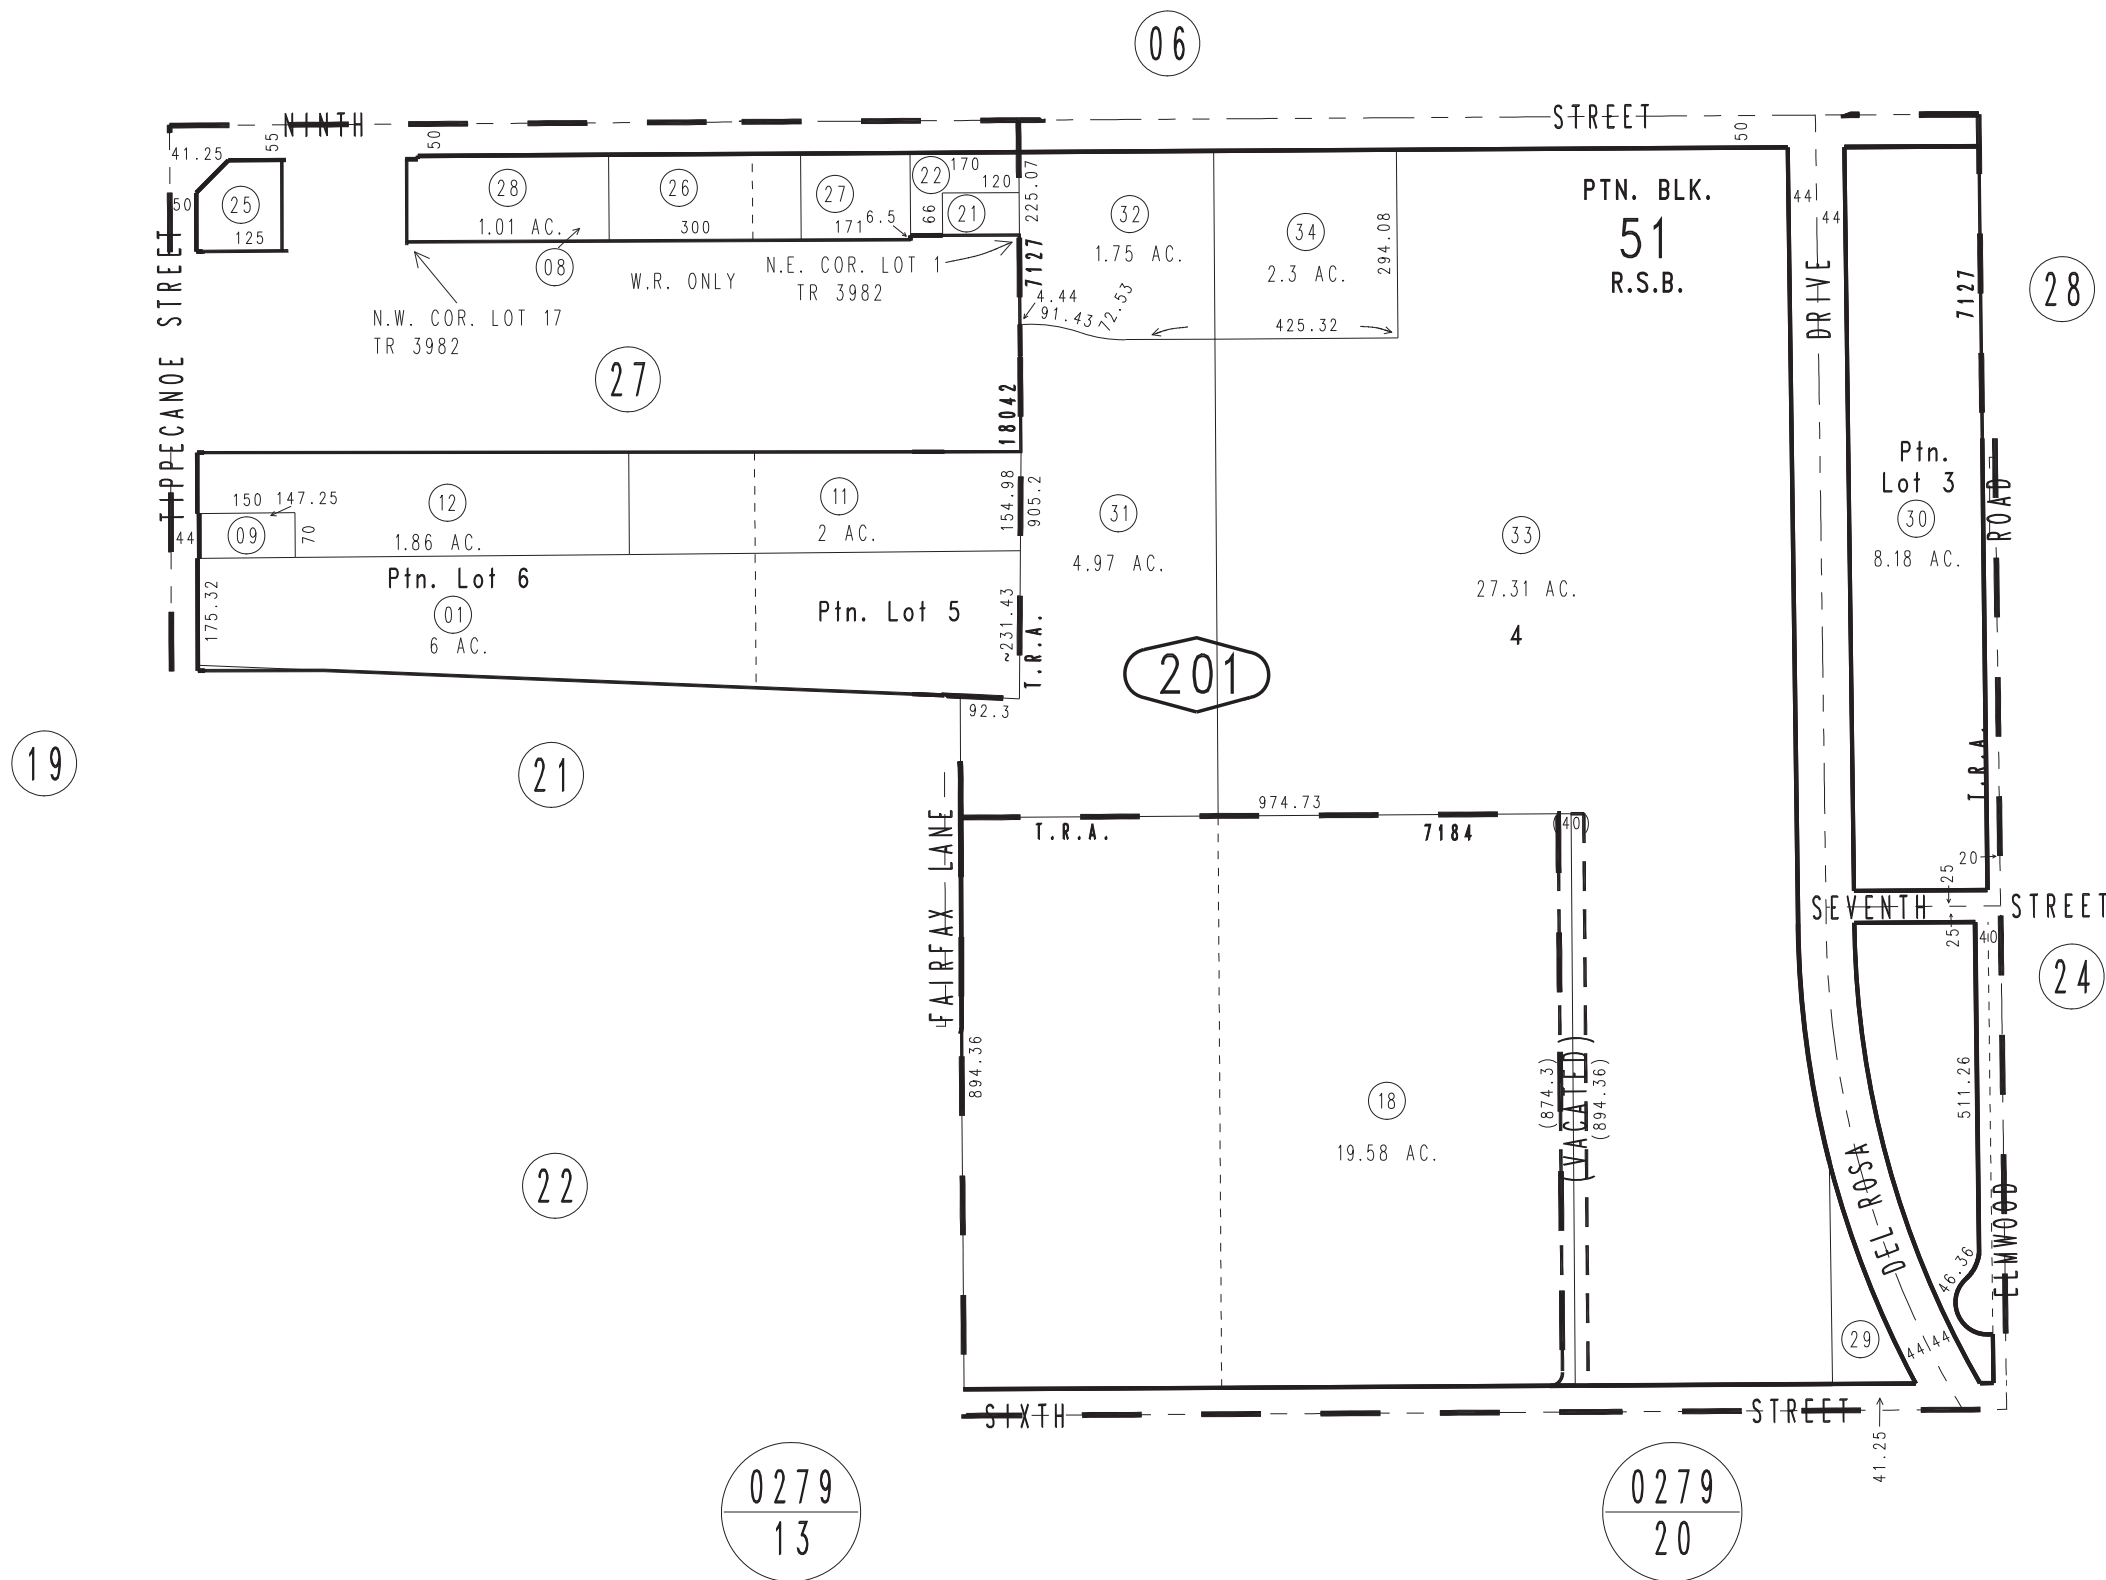 06
NINTH
STREET
41.25
55
50
50
50
25
125
28
1.01 AC.
08
26
300
27
171
6.5
22
170
120
66
21
225.07
7127
32
1.75 AC.
34
2.3 AC.
294.08
PTN. BLK.
51
R.S.B.
44
44
DRIVE
7127
28
TIPPECANOE STREET
N.W. COR. LOT 17
TR 3982
W.R. ONLY
N.E. COR. LOT 1
TR 3982
4.44
91.43
72.53
425.32
27
18042
Ptn.
Lot 3
30
8.18 AC.
ROAD
150
147.25
12
1.86 AC.
09
70
44
11
2 AC.
154.98
905.2
31
4.97 AC.
33
27.31 AC.
4
Ptn. Lot 6
01
6 AC.
175.32
Ptn. Lot 5
~231.43
T.R.A.
201
92.3
19
21
T.R.A.
974.73
T.R.A.
7184
(40)
FAIRFAX LANE
20
25
SEVENTH
STREET
25
40
24
894.36
18
19.58 AC.
(874.3)
(VACATED)
(894.36)
511.26
22
DEL ROSA
ELMWOOD
46.36
29
44
44
SIXTH
STREET
41.25
0279
13
0279
20